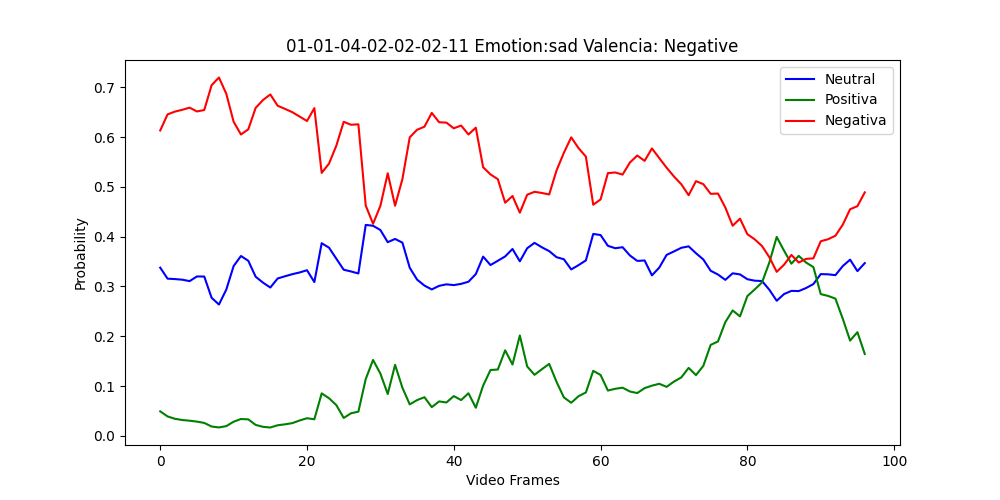 01-01-04-02-02-02-11 Emotion:sad Valencia: Negative
Neutral
Positiva
Negativa
Probability
0.7
0.6
0.5
0.4
0.3
0.2
0.1
0.0
0 20 40 60 80 100
Video Frames